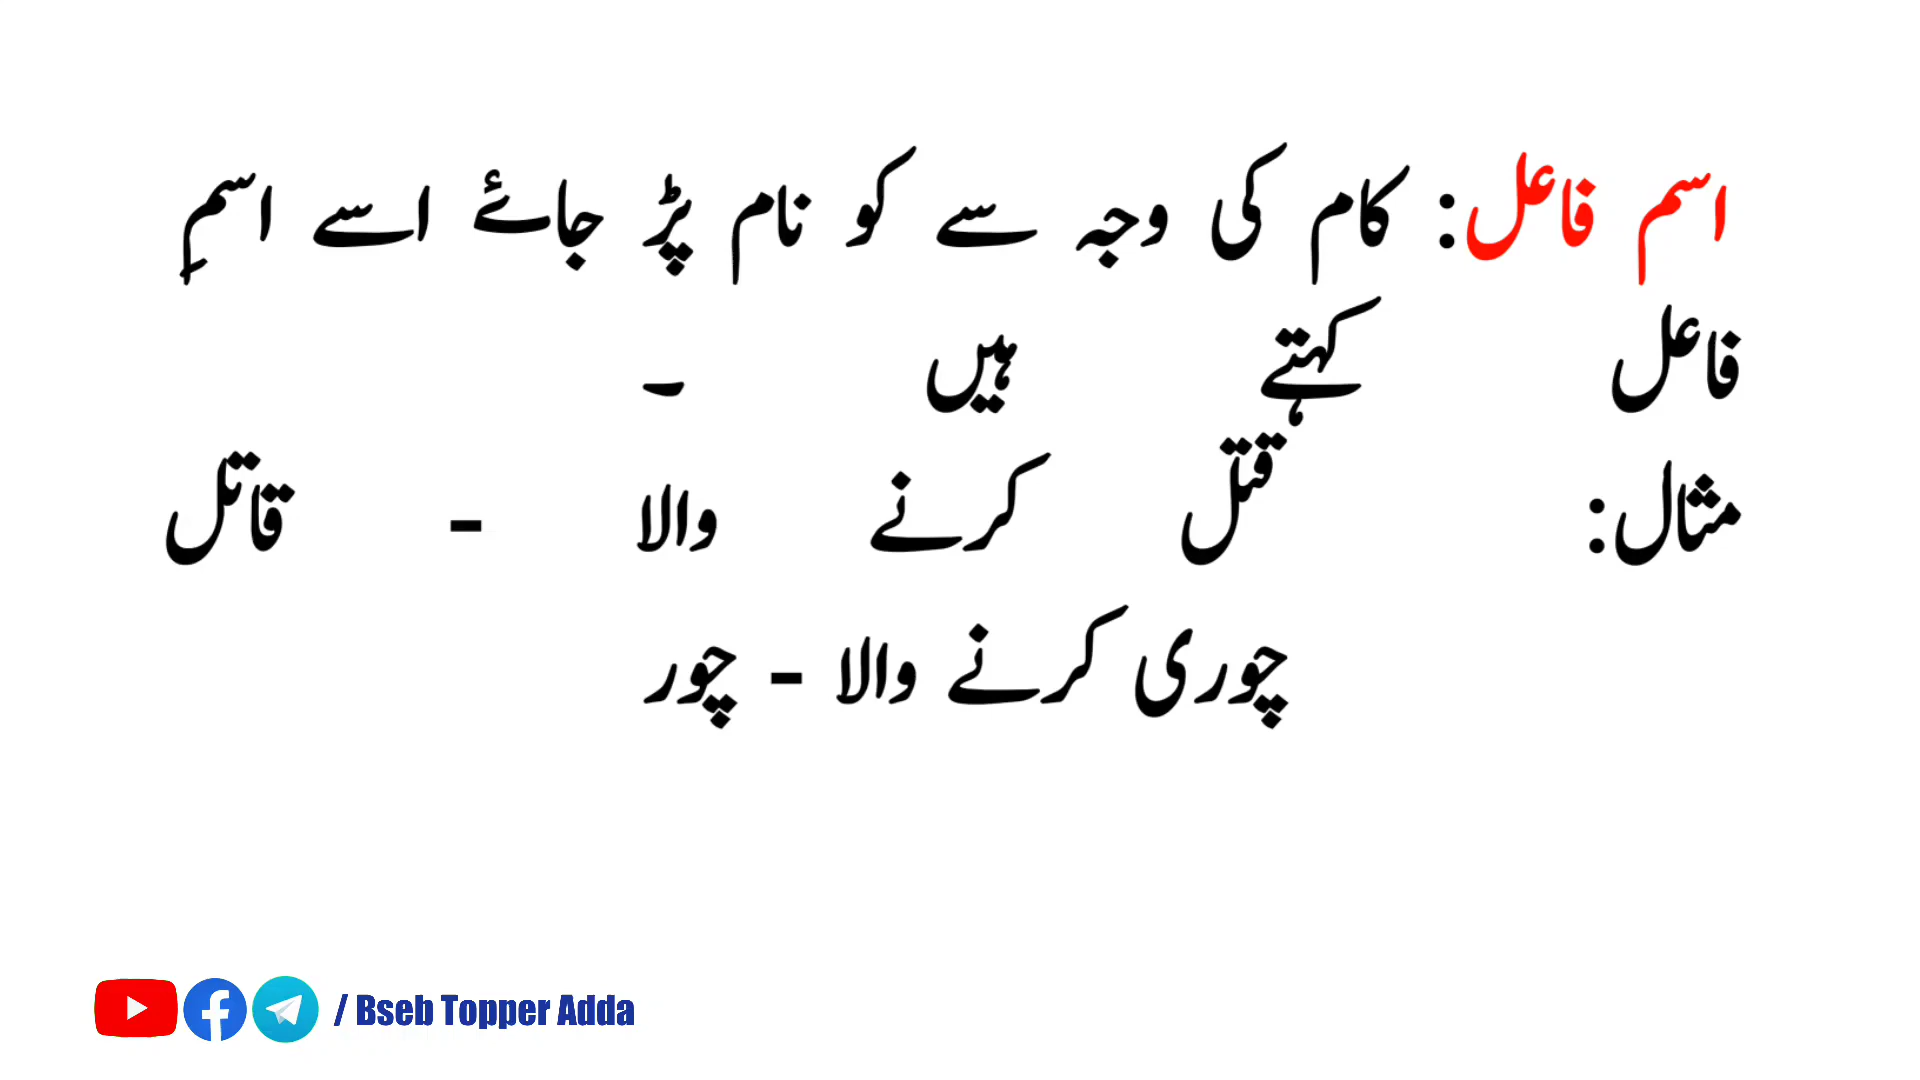 اسم فاعل: کام کی وجہ سے کو نام پڑ جائے اسے اسمِ
فاعل کہتے ہیں ۔
مثال: قتل کرنے والا - قاتل
چوری کرنے والا - چور
/ Bseb Topper Adda